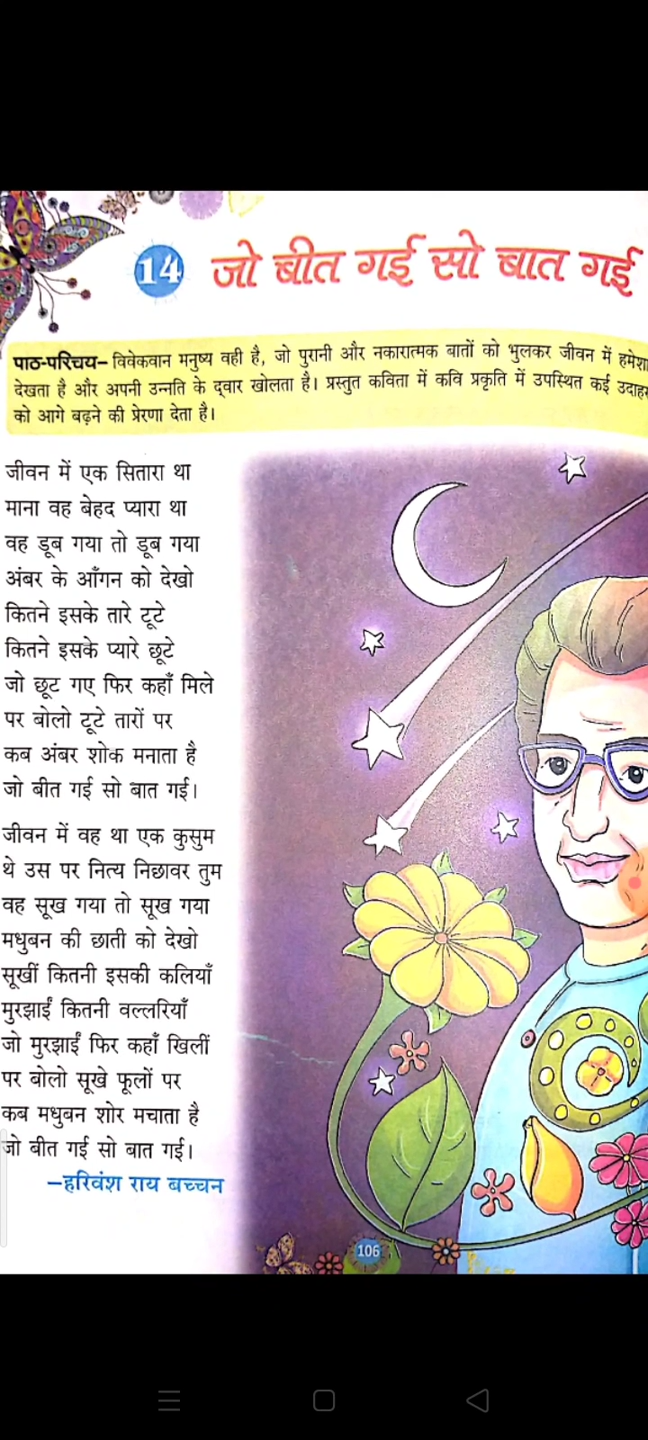 14 जो बीत गई सो बात गई
पाठ-परिचय– विवेकवान मनुष्य वही है, जो पुरानी और नकारात्मक बातों को भुलकर जीवन में हमेशा
देखता है और अपनी उन्नति के द्वार खोलता है। प्रस्तुत कविता में कवि प्रकृति में उपस्थित कई
को आगे बढ़ने की प्रेरणा देता है।
जीवन में एक सितारा था
माना वह बेहद प्यारा था
वह डूब गया तो डूब गया
अंबर के आँगन को देखो
कितने इसके तारे टूटे
कितने इसके प्यारे छूटे
जो छूट गए फिर कहाँ मिले
पर बोलो टूटे तारों पर
कब अंबर शोक मनाता है
जो बीत गई सो बात गई।
जीवन में वह था एक कुसुम
थे उस पर नित्य निछावर तुम
वह सूख गया तो सूख गया
मधुबन की छाती को देखो
सूखीं कितनी इसकी कलियाँ
मुरझाईं कितनी वल्लरियाँ
जो मुरझाईं फिर कहाँ खिलीं
पर बोलो सूखे फूलों पर
कब मधुबन शोर मचाता है
जो बीत गई सो बात गई।
–हरिवंश राय बच्चन
106